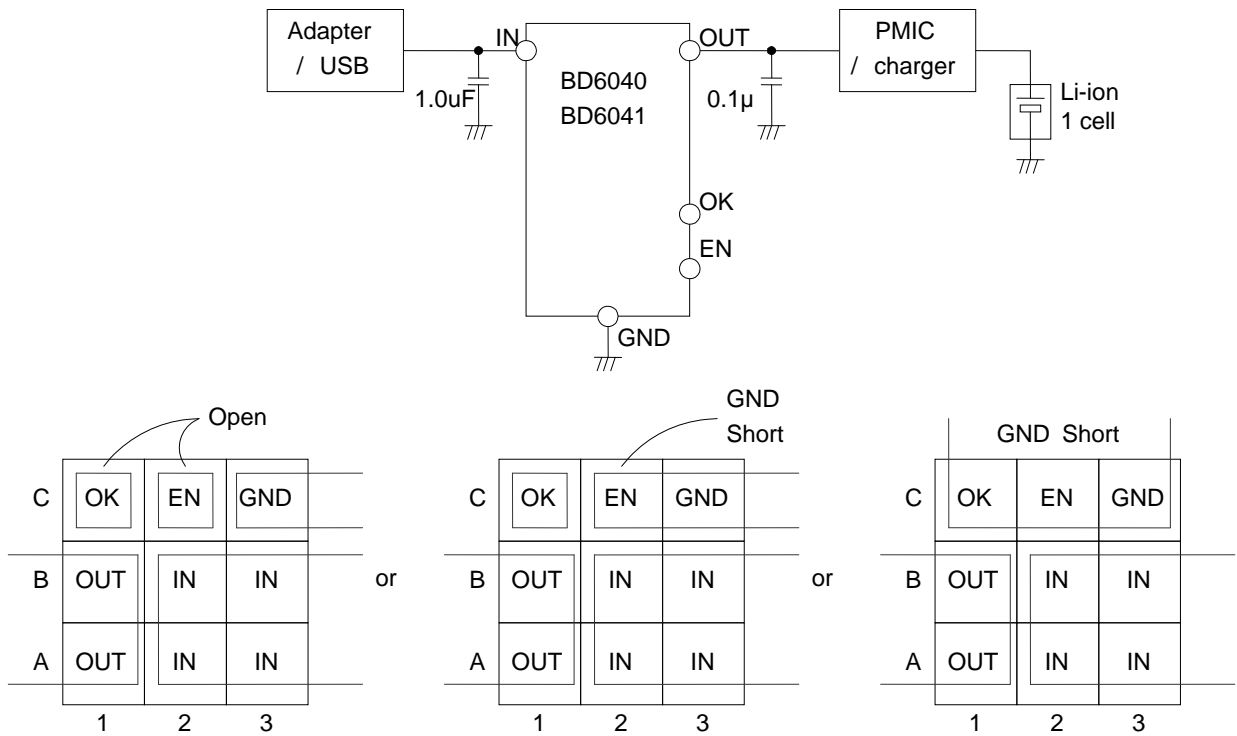 Adapter
/ USB
IN
OUT
PMIC
/ charger
BD6040
BD6041
1.0uF
0.1μ
Li-ion
1 cell
OK
EN
GND
Open
C OK EN GND
B OUT IN IN
A OUT IN IN
1 2 3
or
GND
Short
C OK EN GND
B OUT IN IN
A OUT IN IN
1 2 3
or
GND Short
C OK EN GND
B OUT IN IN
A OUT IN IN
1 2 3